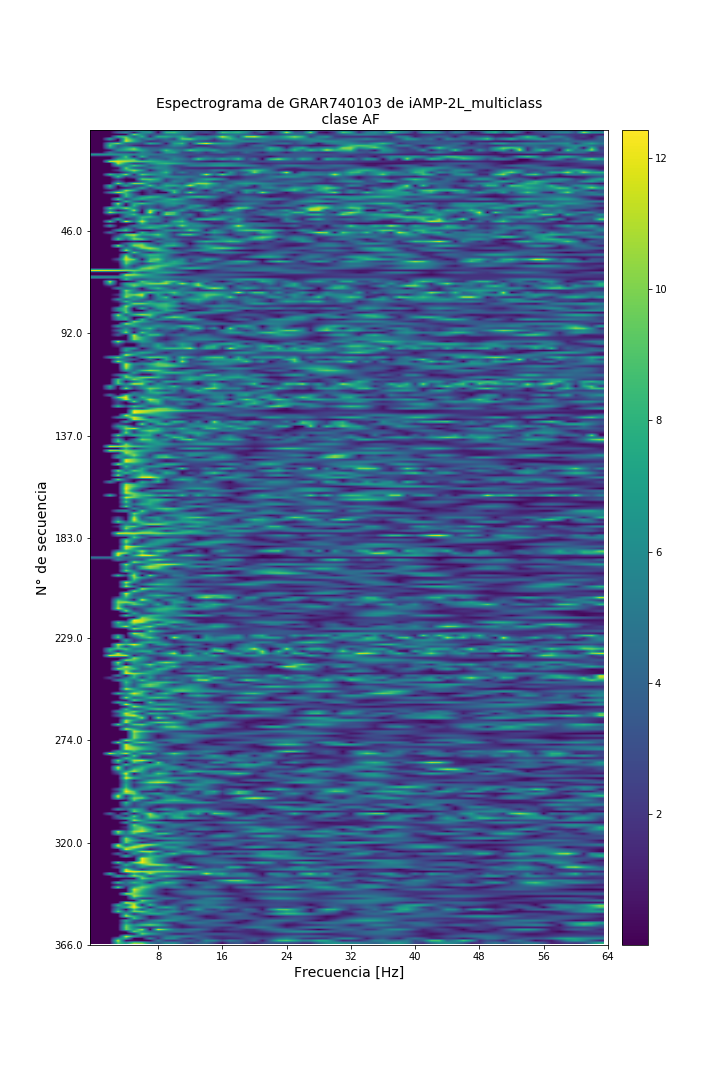 Espectrograma de GRAR740103 de iAMP-2L_multiclass
clase AF
N° de secuencia
46.0
92.0
137.0
183.0
229.0
274.0
320.0
366.0
8 16 24 32 40 48 56 64
Frecuencia [Hz]
12
10
8
6
4
2